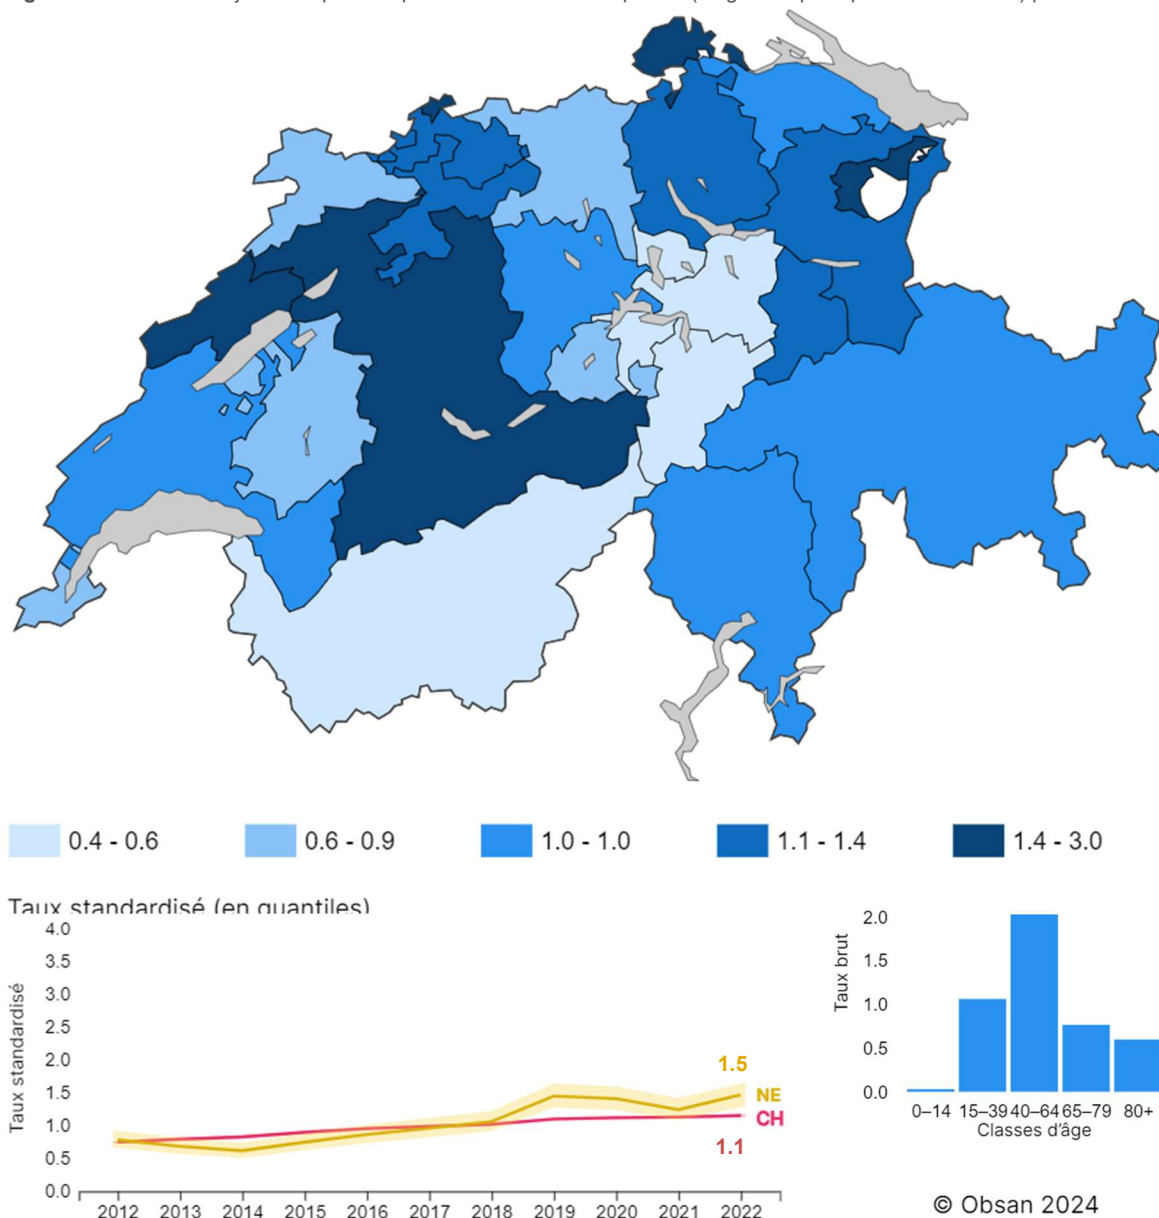 0.4 - 0.6
0.6 - 0.9
1.0 - 1.0
1.1 - 1.4
1.4 - 3.0
Taux standardisé (en quantiles)
Taux standardisé
4.0
3.5
3.0
2.5
2.0
1.5
1.0
0.5
0.0
1.5
NE
CH
1.1
2012 2013 2014 2015 2016 2017 2018 2019 2020 2021 2022
Taux brut
2.0
1.5
1.0
0.5
0.0
0–14 15–39 40–64 65–79 80+
Classes d'âge
© Obsan 2024